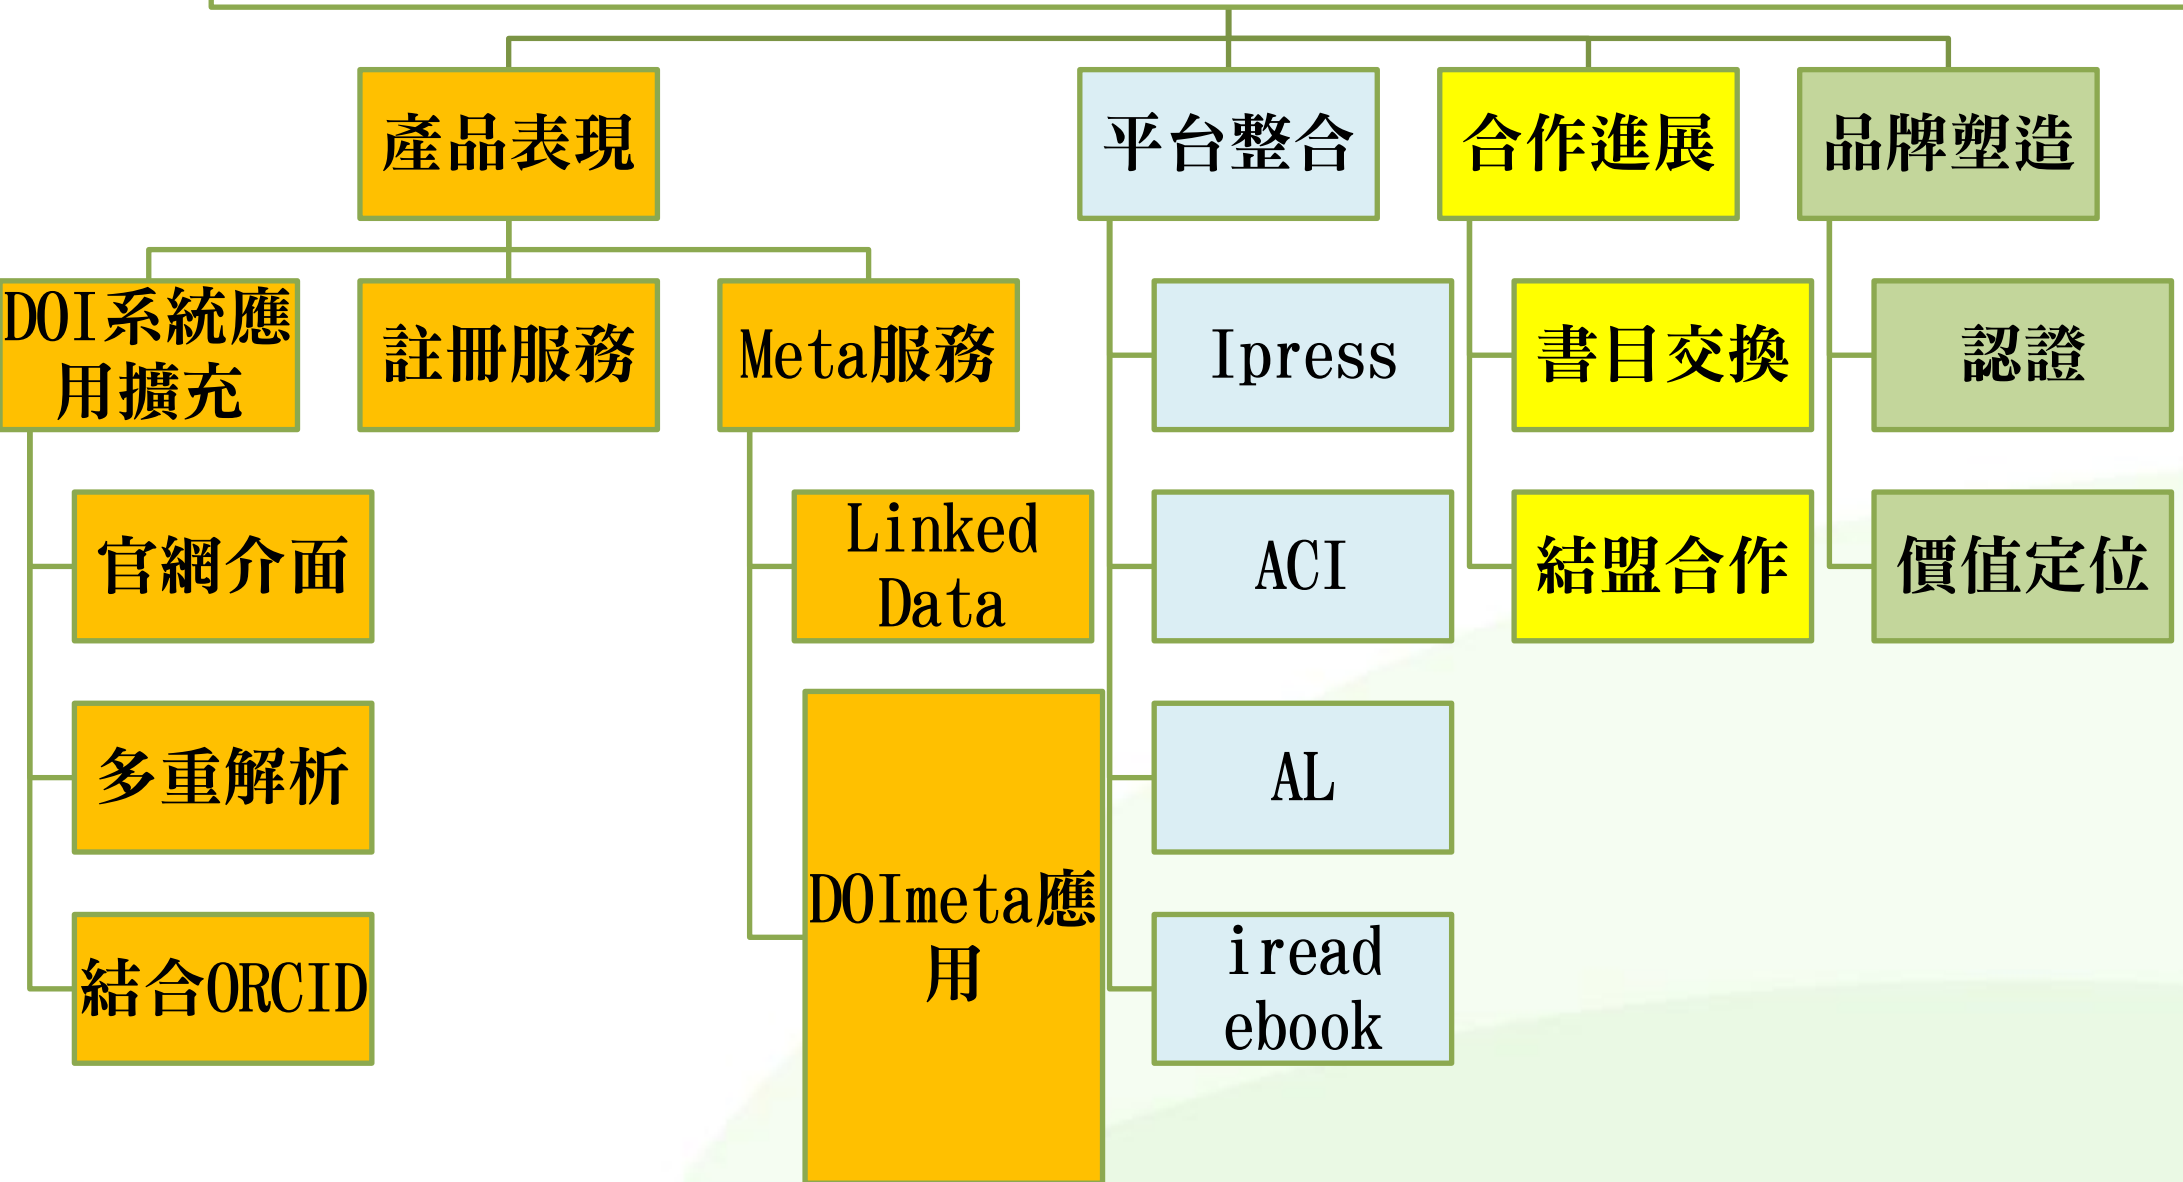 產品表現
平台整合
合作進展
品牌塑造
DOI系統應
用擴充
註冊服務
Meta服務
Ipress
書目交換
認證
官網介面
Linked
Data
ACI
結盟合作
價值定位
多重解析
AL
DOImeta應
用
結合ORCID
iread
ebook